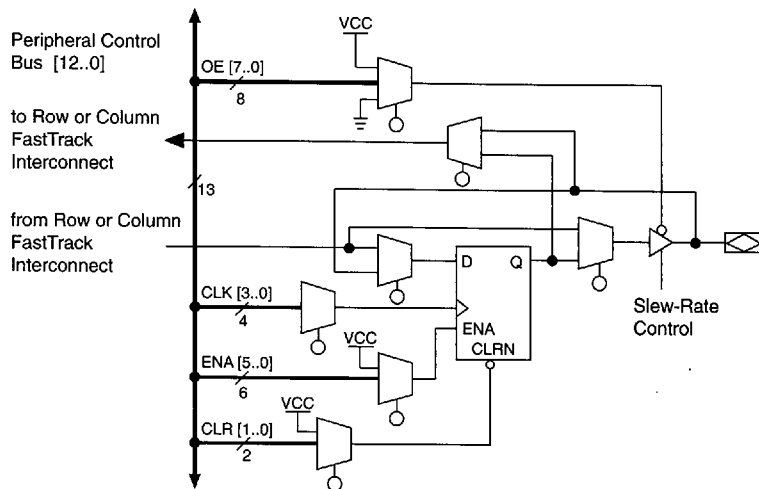 VCC
Peripheral Control
Bus [12..0]
OE [7..0]
8
to Row or Column
FastTrack
Interconnect
13
from Row or Column
FastTrack
Interconnect
D
Q
Slew-Rate
Control
CLK [3..0]
4
ENA
CLRN
VCC
ENA [5..0]
6
VCC
CLR [1..0]
2